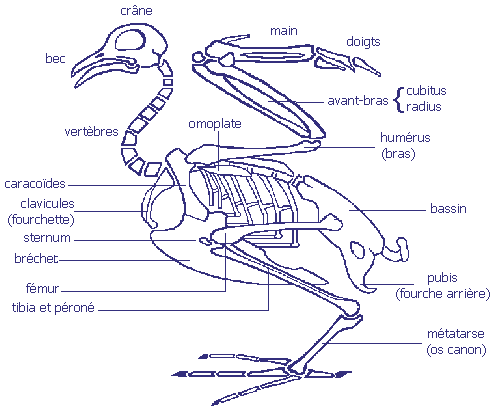 crâne
main
doigts
bec
avant-bras { cubitus
radius
vertèbres
omoplate
humérus
(bras)
caracoïdes
clavicules
(fourchette)
bassin
sternum
bréchet
pubis
(fourche arrière)
fémur
tibia et péroné
métatarse
(os canon)